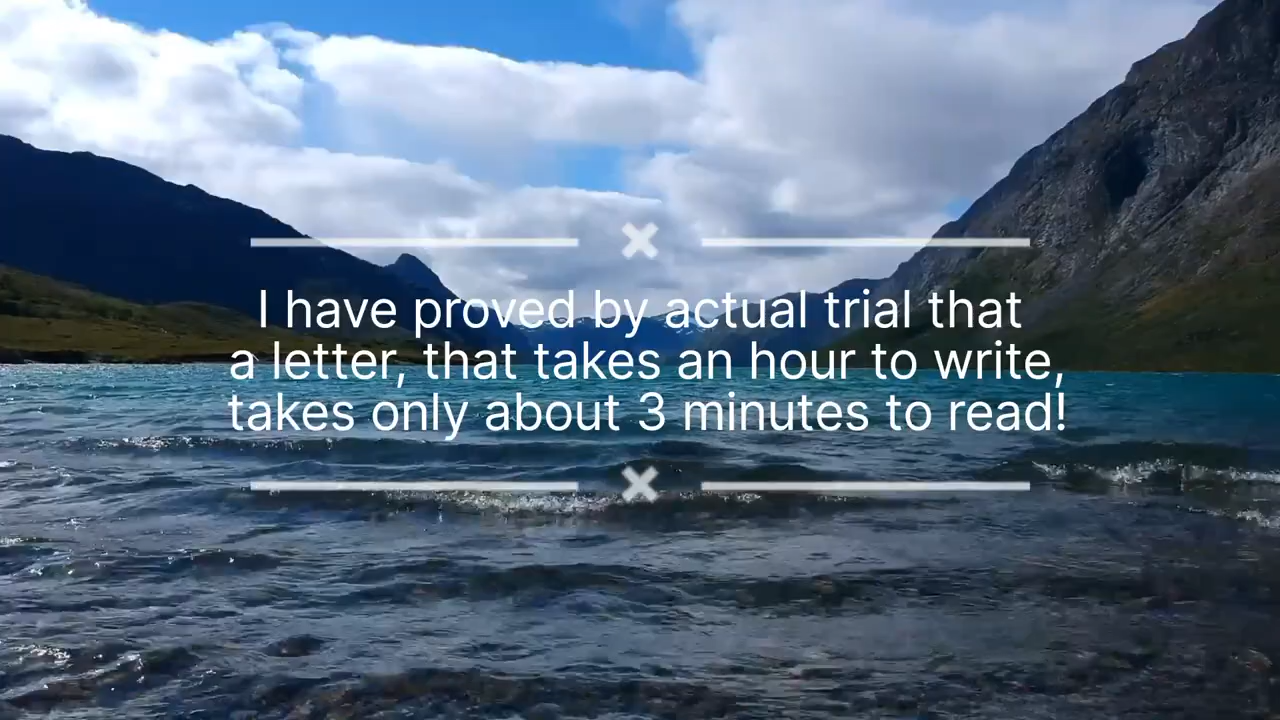 I have proved by actual trial that
a letter, that takes an hour to write,
takes only about 3 minutes to read!